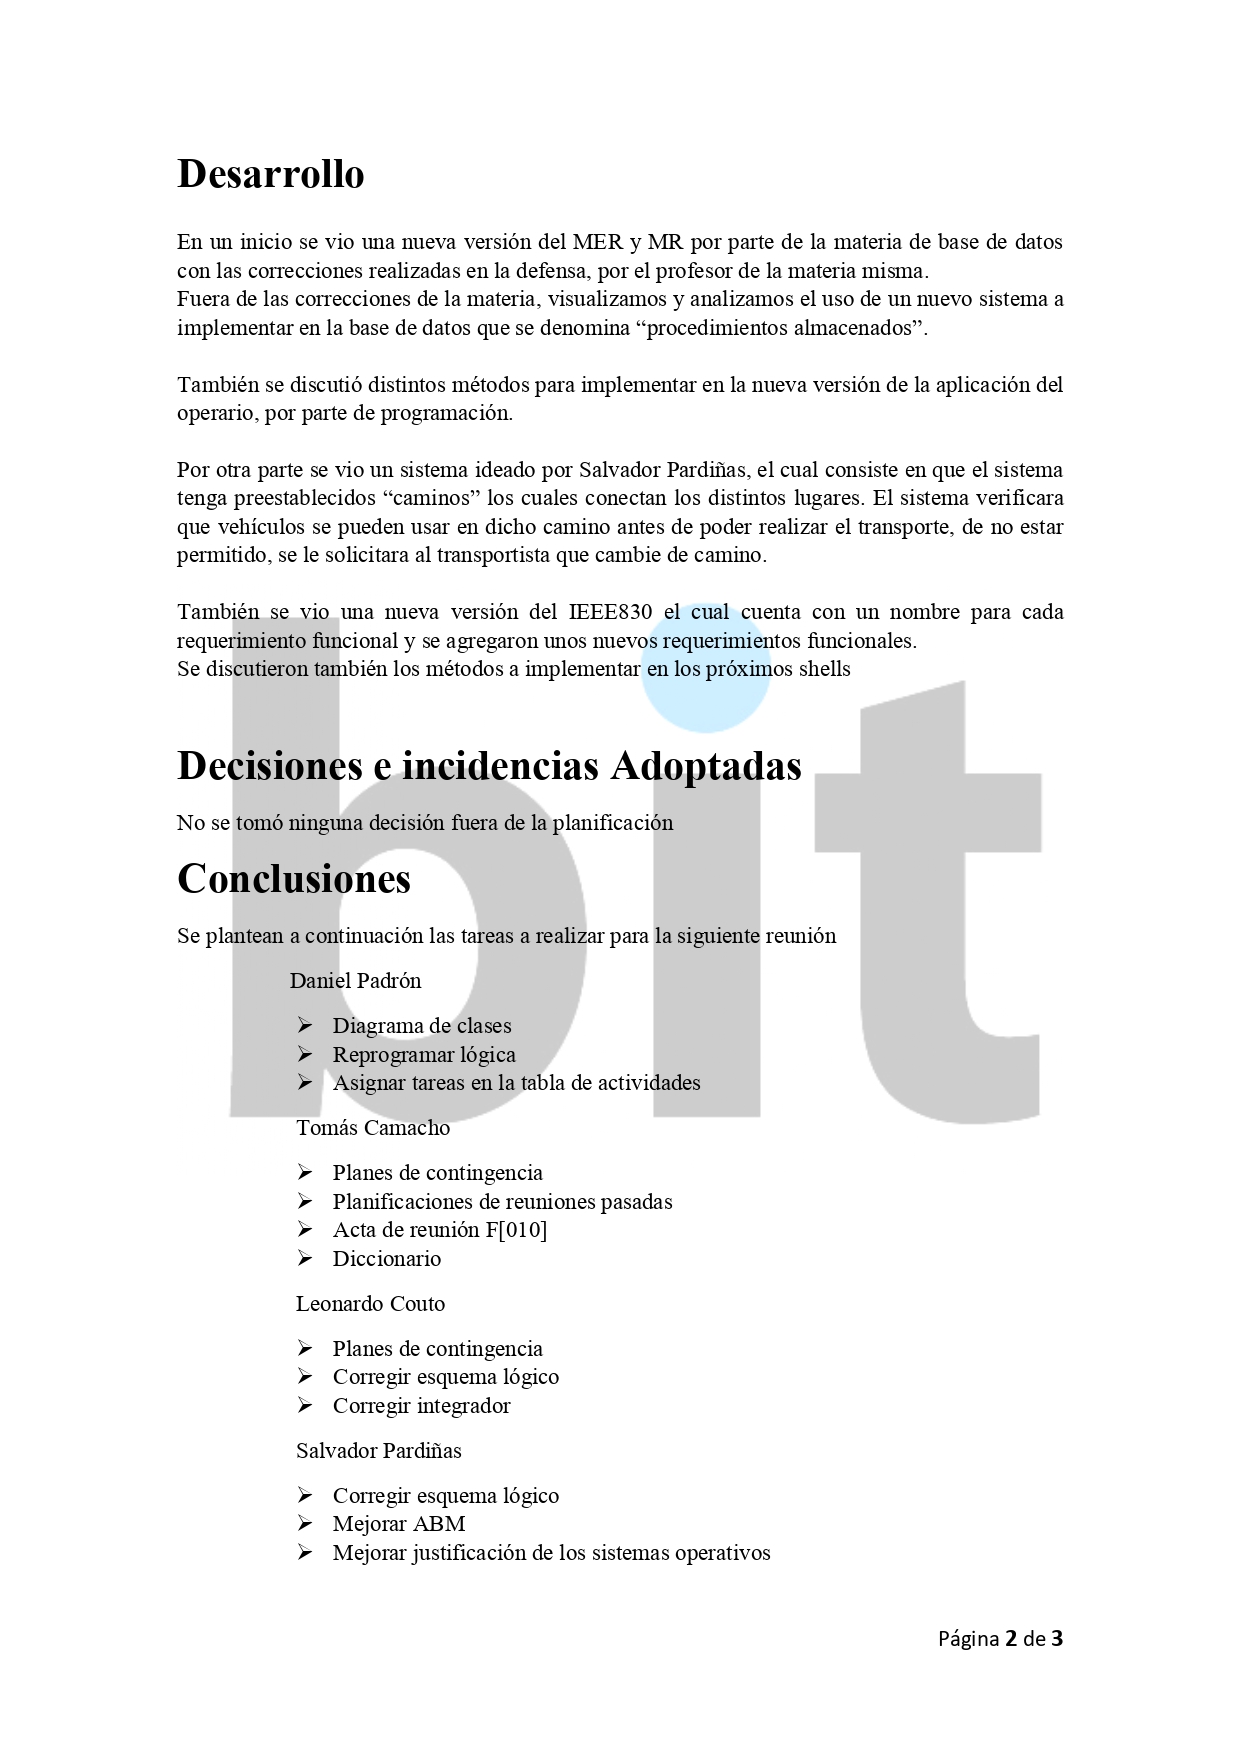 Desarrollo
En un inicio se vio una nueva versión del MER y MR por parte de la materia de base de datos
con las correcciones realizadas en la defensa, por el profesor de la materia misma.
Fuera de las correcciones de la materia, visualizamos y analizamos el uso de un nuevo sistema a
implementar en la base de datos que se denomina “procedimientos almacenados”.
También se discutió distintos métodos para implementar en la nueva versión de la aplicación del
operario, por parte de programación.
Por otra parte se vio un sistema ideado por Salvador Pardiñas, el cual consiste en que el sistema
tenga preestablecidos “caminos” los cuales conectan los distintos lugares. El sistema verificara
que vehículos se pueden usar en dicho camino antes de poder realizar el transporte, de no estar
permitido, se le solicitara al transportista que cambie de camino.
También se vio una nueva versión del IEEE830 el cual cuenta con un nombre para cada
requerimiento funcional y se agregaron unos nuevos requerimientos funcionales.
Se discutieron también los métodos a implementar en los próximos shells
bit
Decisiones e incidencias Adoptadas
No se tomó ninguna decisión fuera de la planificación
Conclusiones
Se plantean a continuación las tareas a realizar para la siguiente reunión
Daniel Padrón
➢ Diagrama de clases
➢ Reprogramar lógica
➢ Asignar tareas en la tabla de actividades
Tomás Camacho
➢ Planes de contingencia
➢ Planificaciones de reuniones pasadas
➢ Acta de reunión F[010]
➢ Diccionario
Leonardo Couto
➢ Planes de contingencia
➢ Corregir esquema lógico
➢ Corregir integrador
Salvador Pardiñas
➢ Corregir esquema lógico
➢ Mejorar ABM
➢ Mejorar justificación de los sistemas operativos
Página 2 de 3